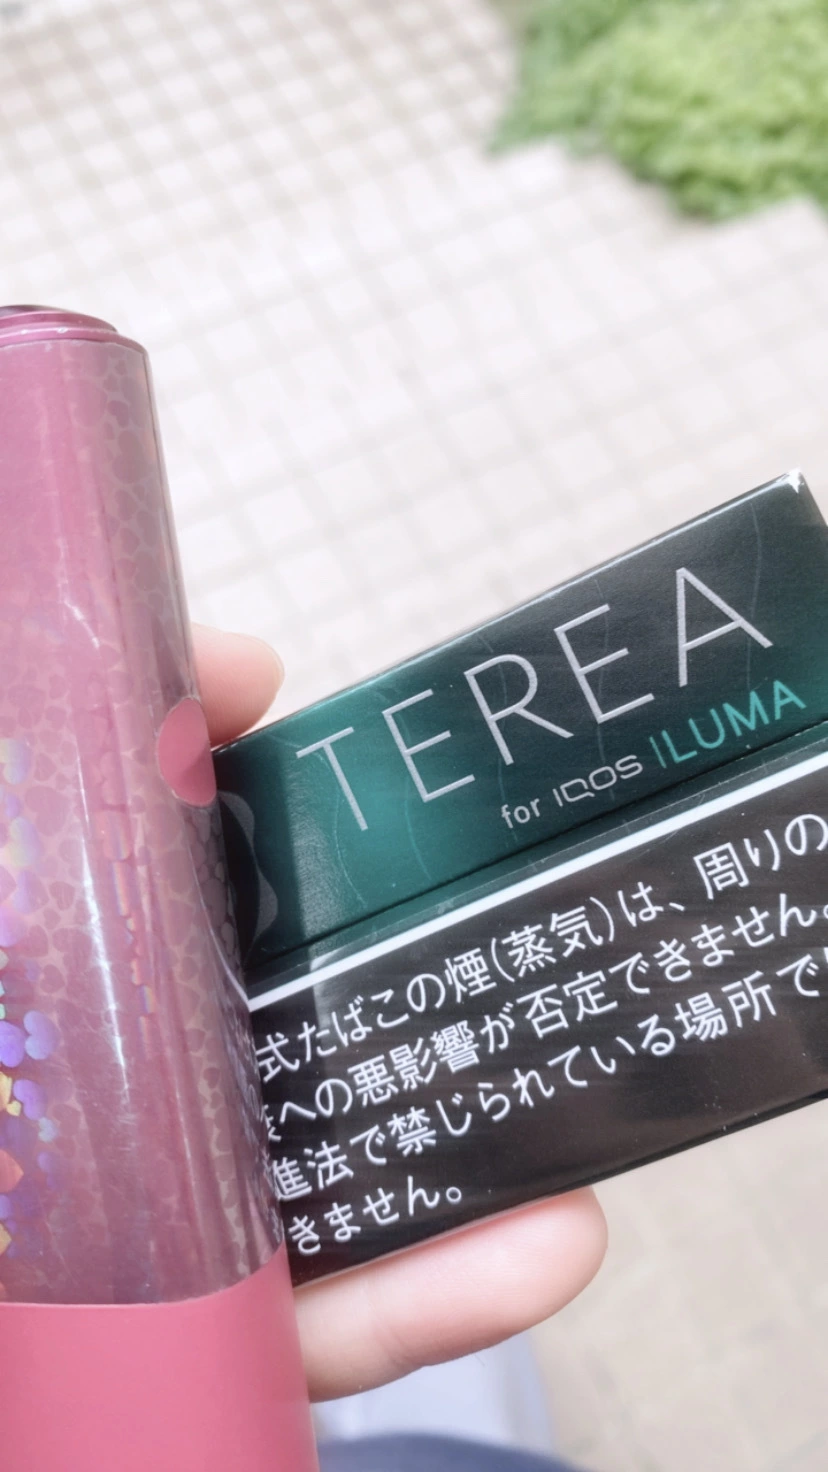 TEREA
for IQOS ILUMA
式たばこの煙(蒸気)は、周りの
への悪影響が否定できません。
進法で禁じられている場所で
きません。